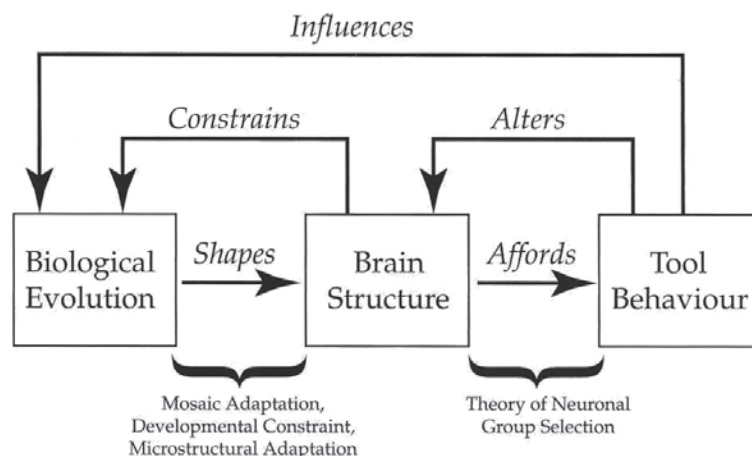 Influences
Constrains
Alters
Biological
Evolution
Shapes
Brain
Structure
Affords
Tool
Behaviour
Mosaic Adaptation,
Developmental Constraint,
Microstructural Adaptation
Theory of Neuronal
Group Selection